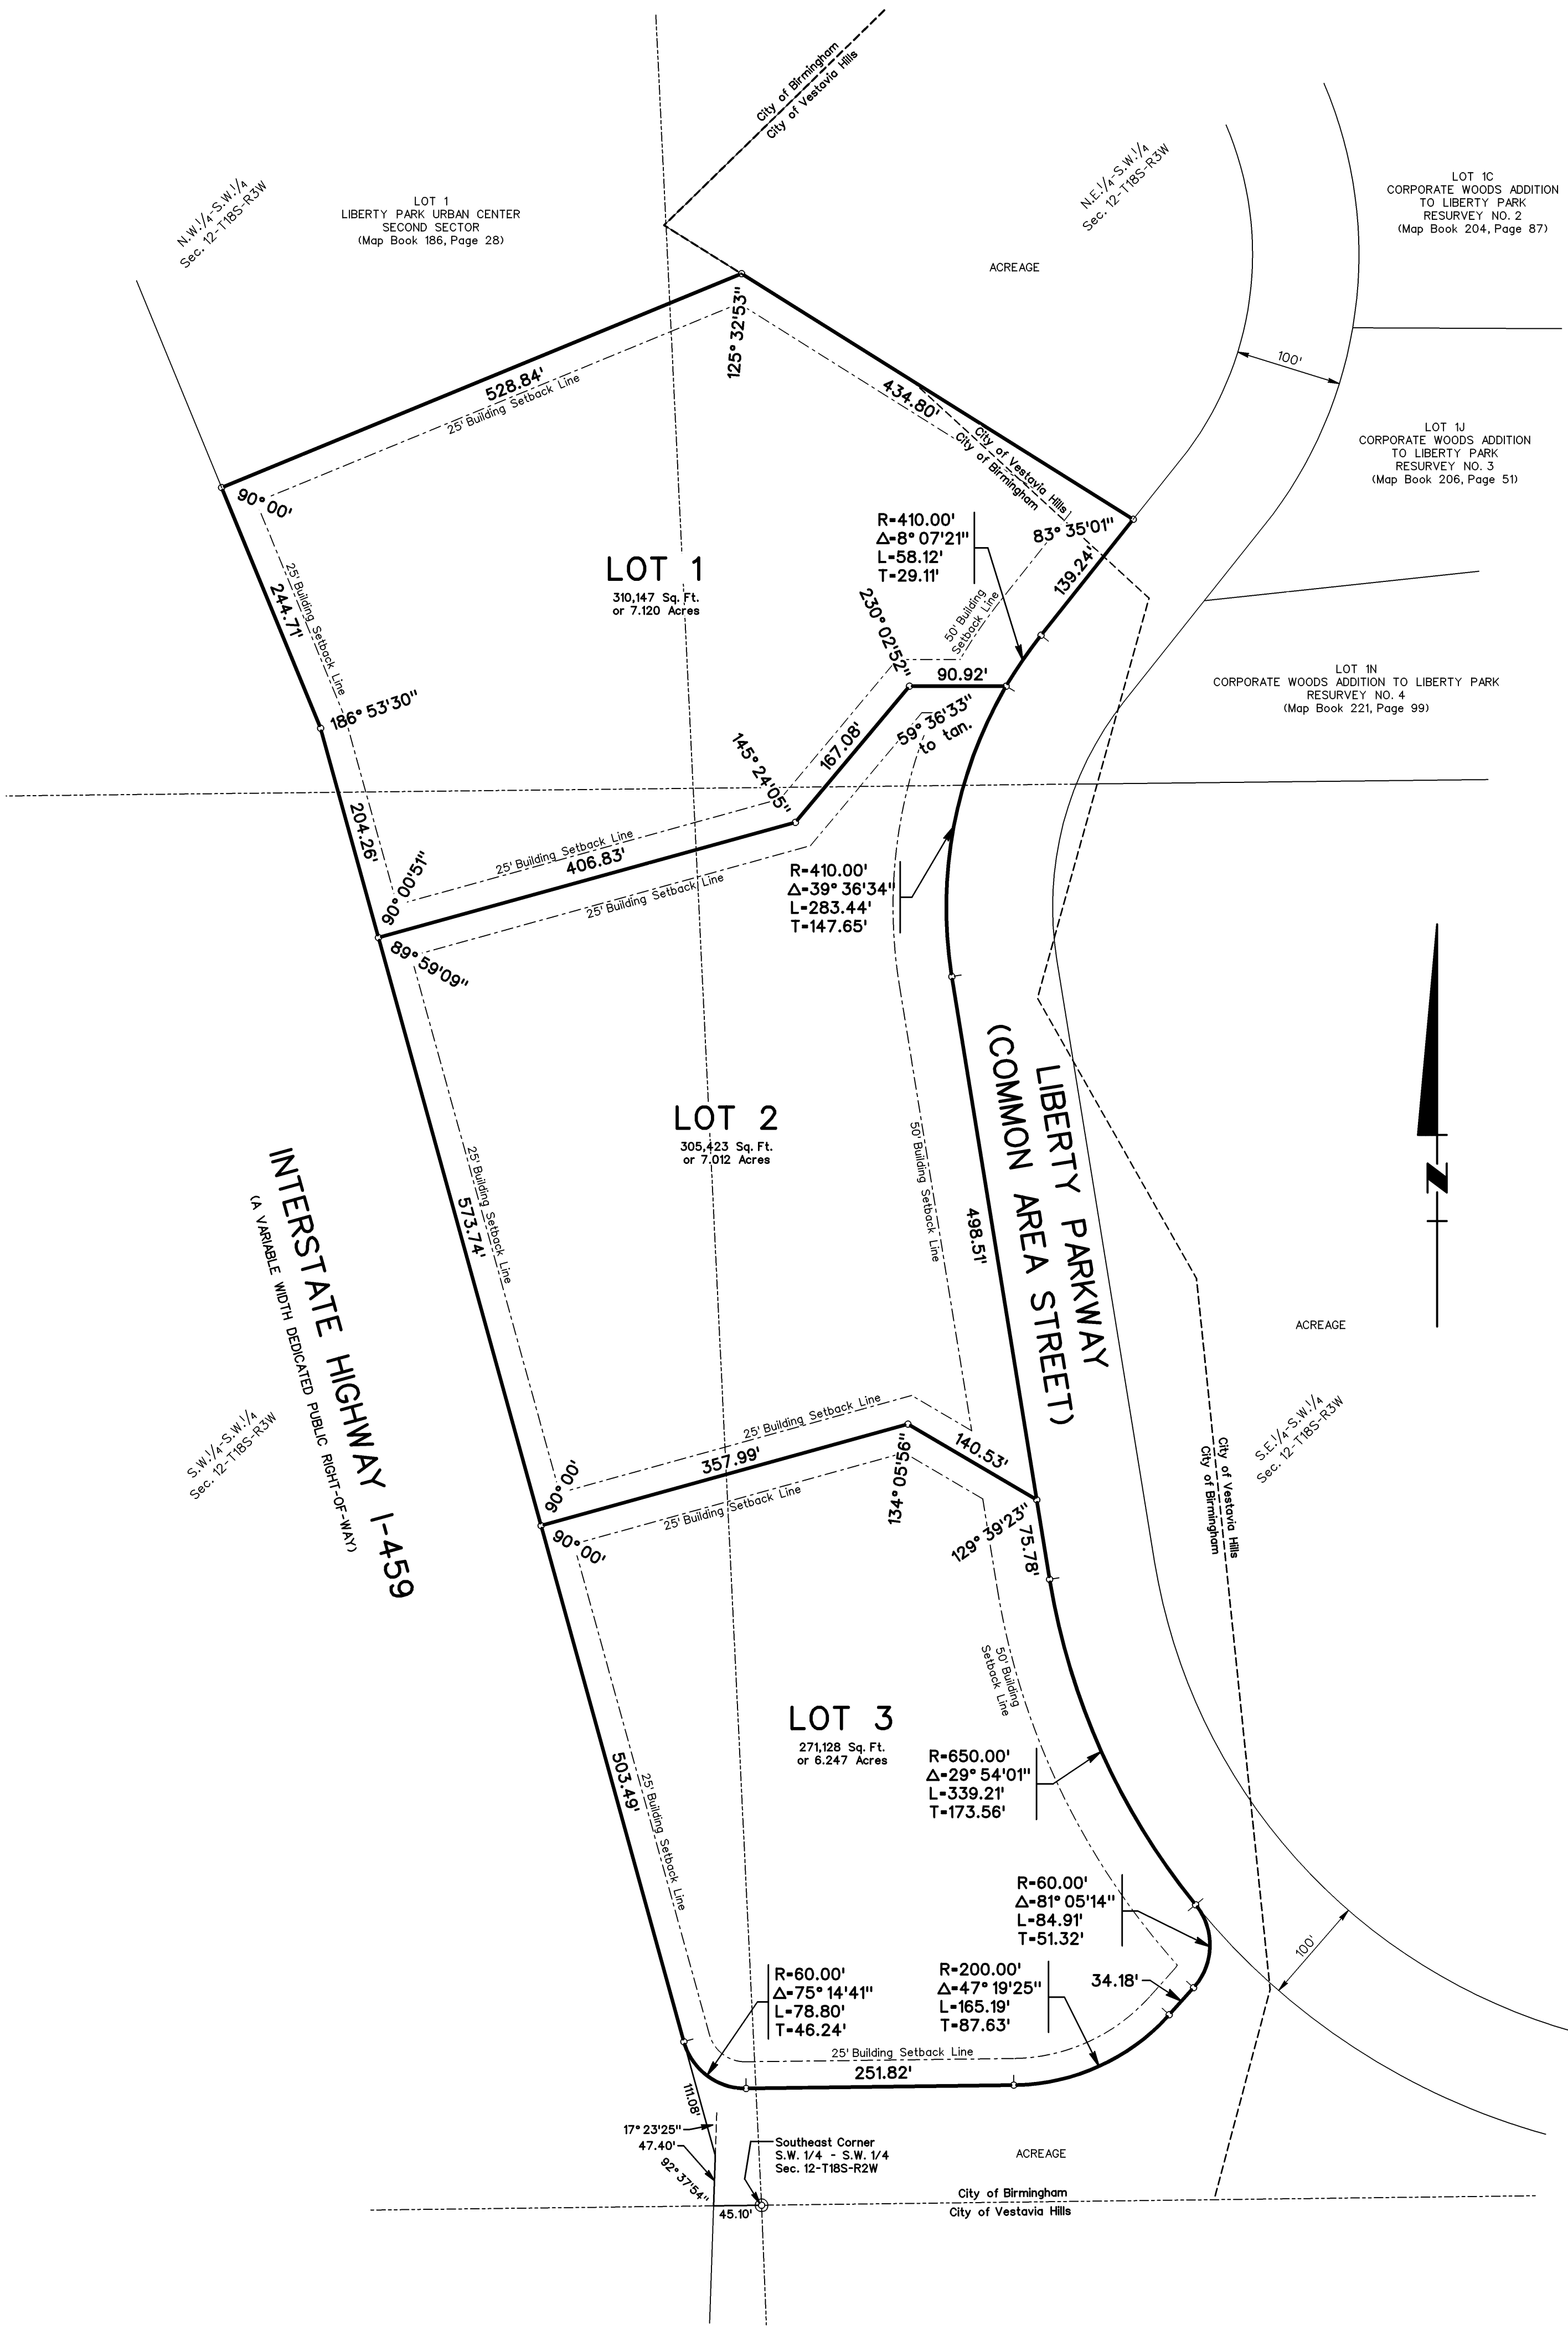 City of Birmingham
City of Vestavia Hills
N.W.1/4-S.W.1/4
Sec. 12-T18S-R3W
LOT 1
LIBERTY PARK URBAN CENTER
SECOND SECTOR
(Map Book 186, Page 28)
N.E.1/4-S.W.1/4
Sec. 12-T18S-R3W
ACREAGE
LOT 1C
CORPORATE WOODS ADDITION
TO LIBERTY PARK
RESURVEY NO. 2
(Map Book 204, Page 87)
125° 32'53"
528.84'
25' Building Setback Line
434.80'
City of Vestavia Hills
City of Birmingham
100'
LOT 1J
CORPORATE WOODS ADDITION
TO LIBERTY PARK
RESURVEY NO. 3
(Map Book 206, Page 51)
90° 00'
R=410.00'
Δ=8° 07'21"
L=58.12'
T=29.11'
83° 35'01"
139.24'
LOT 1
310,147 Sq. Ft.
or 7.120 Acres
244.71'
25' Building Setback Line
230° 02'52"
50' Building
Setback Line
90.92'
LOT 1N
CORPORATE WOODS ADDITION TO LIBERTY PARK
RESURVEY NO. 4
(Map Book 221, Page 99)
186° 53'30"
59° 36'33"
to tan.
145° 24'05"
167.08'
204.26'
25' Building Setback Line
406.83'
25' Building Setback Line
90° 00'51"
89° 59'09"
R=410.00'
Δ=39° 36'34"
L=283.44'
T=147.65'
LIBERTY PARKWAY
(COMMON AREA STREET)
LOT 2
305,423 Sq. Ft.
or 7.012 Acres
50' Building Setback Line
498.51'
N
INTERSTATE HIGHWAY I-459
(A VARIABLE WIDTH DEDICATED PUBLIC RIGHT-OF-WAY)
573.74'
25' Building Setback Line
ACREAGE
S.W.1/4-S.W.1/4
Sec. 12-T18S-R3W
S.E.1/4-S.W.1/4
Sec. 12-T18S-R3W
City of Vestavia Hills
City of Birmingham
25' Building Setback Line
357.99'
25' Building Setback Line
90° 00'
90° 00'
134° 05'56"
140.53'
129° 39'23"
75.78'
50' Building
Setback Line
LOT 3
271,128 Sq. Ft.
or 6.247 Acres
503.49'
25' Building Setback Line
R=650.00'
Δ=29° 54'01"
L=339.21'
T=173.56'
R=60.00'
Δ=81° 05'14"
L=84.91'
T=51.32'
100'
R=60.00'
Δ=75° 14'41"
L=78.80'
T=46.24'
R=200.00'
Δ=47° 19'25"
L=165.19'
T=87.63'
34.18'
25' Building Setback Line
251.82'
111.08'
17° 23'25"
47.40'
92° 37'54"
45.10'
Southeast Corner
S.W. 1/4 - S.W. 1/4
Sec. 12-T18S-R2W
ACREAGE
City of Birmingham
City of Vestavia Hills